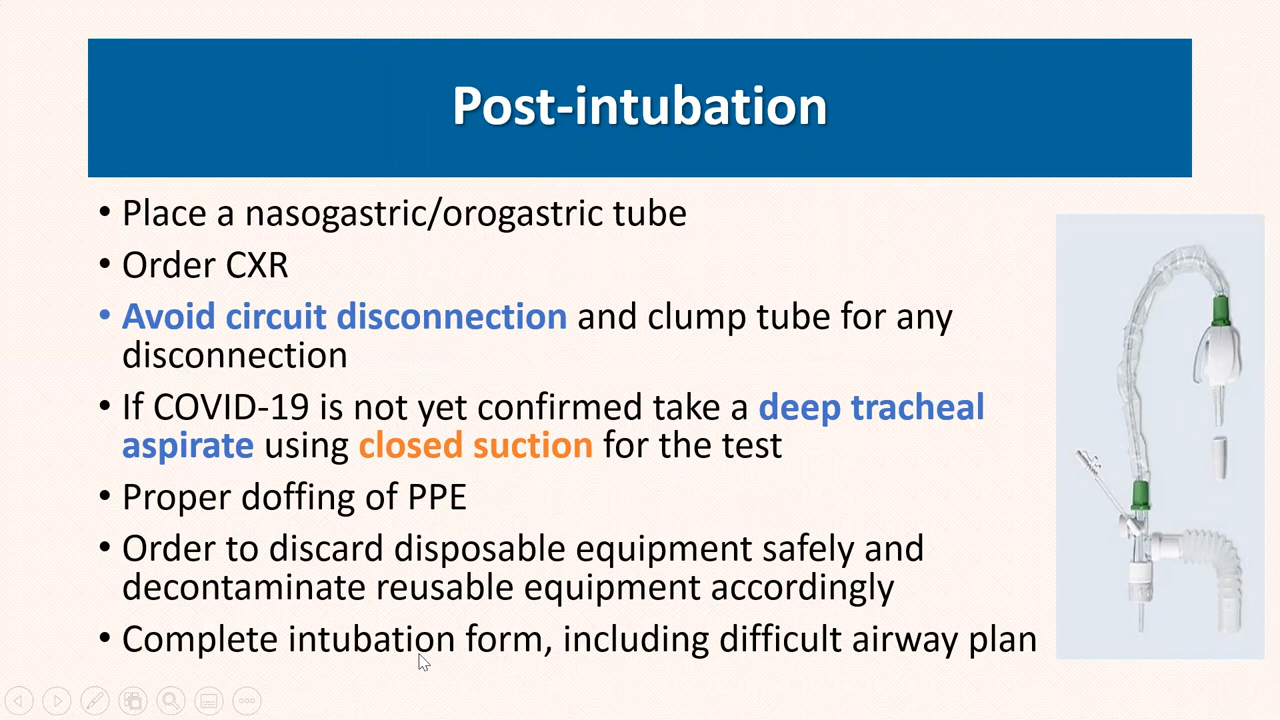 Post-intubation
• Place a nasogastric/orogastric tube
• Order CXR
• Avoid circuit disconnection and clump tube for any
disconnection
• If COVID-19 is not yet confirmed take a deep tracheal
aspirate using closed suction for the test
• Proper doffing of PPE
• Order to discard disposable equipment safely and
decontaminate reusable equipment accordingly
• Complete intubation form, including difficult airway plan